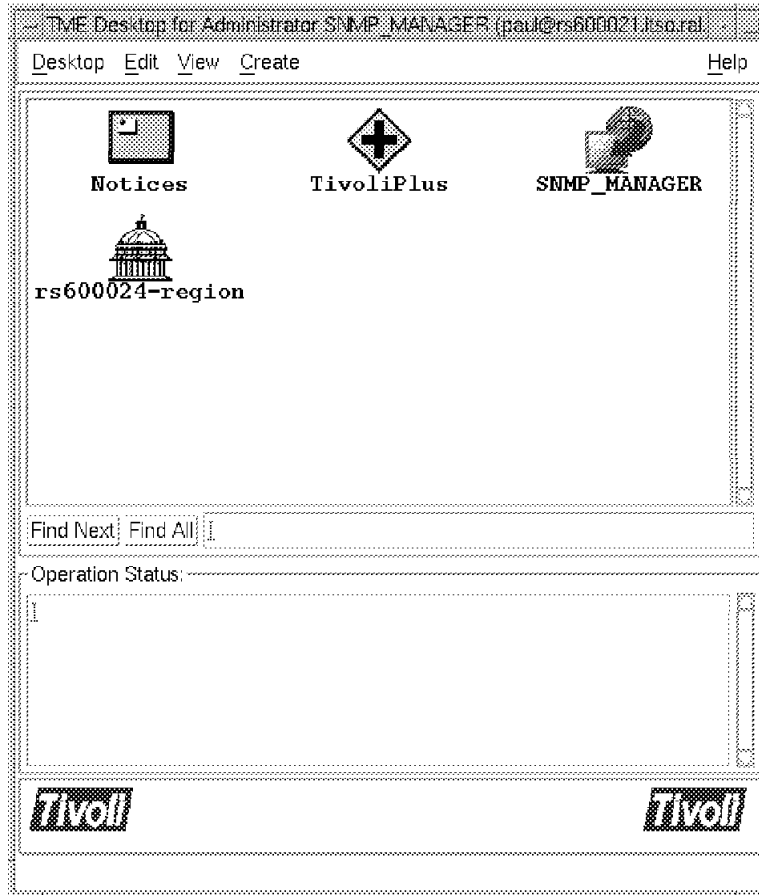 TME Desktop for Administrator SNMP_MANAGER (paul@rs600021.itso.ral.
Desktop Edit View Create Help
Notices TivoliPlus SNMP_MANAGER
rs600024-region
Find Next Find All
Operation Status:
Tivoli Tivoli